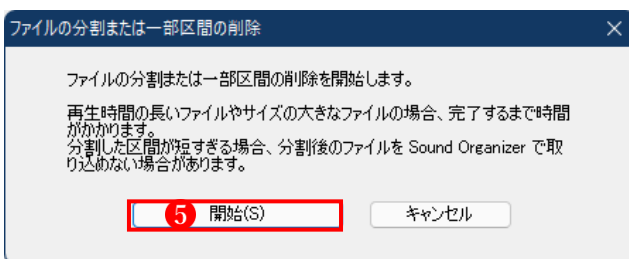 ファイルの分割または一部区間の削除
ファイルの分割または一部区間の削除を開始します。
再生時間の長いファイルやサイズの大きなファイルの場合、完了するまで時間
がかかります。
分割した区間が短すぎる場合、分割後のファイルを Sound Organizer で取
り込めない場合があります。
5 開始(S) キャンセル